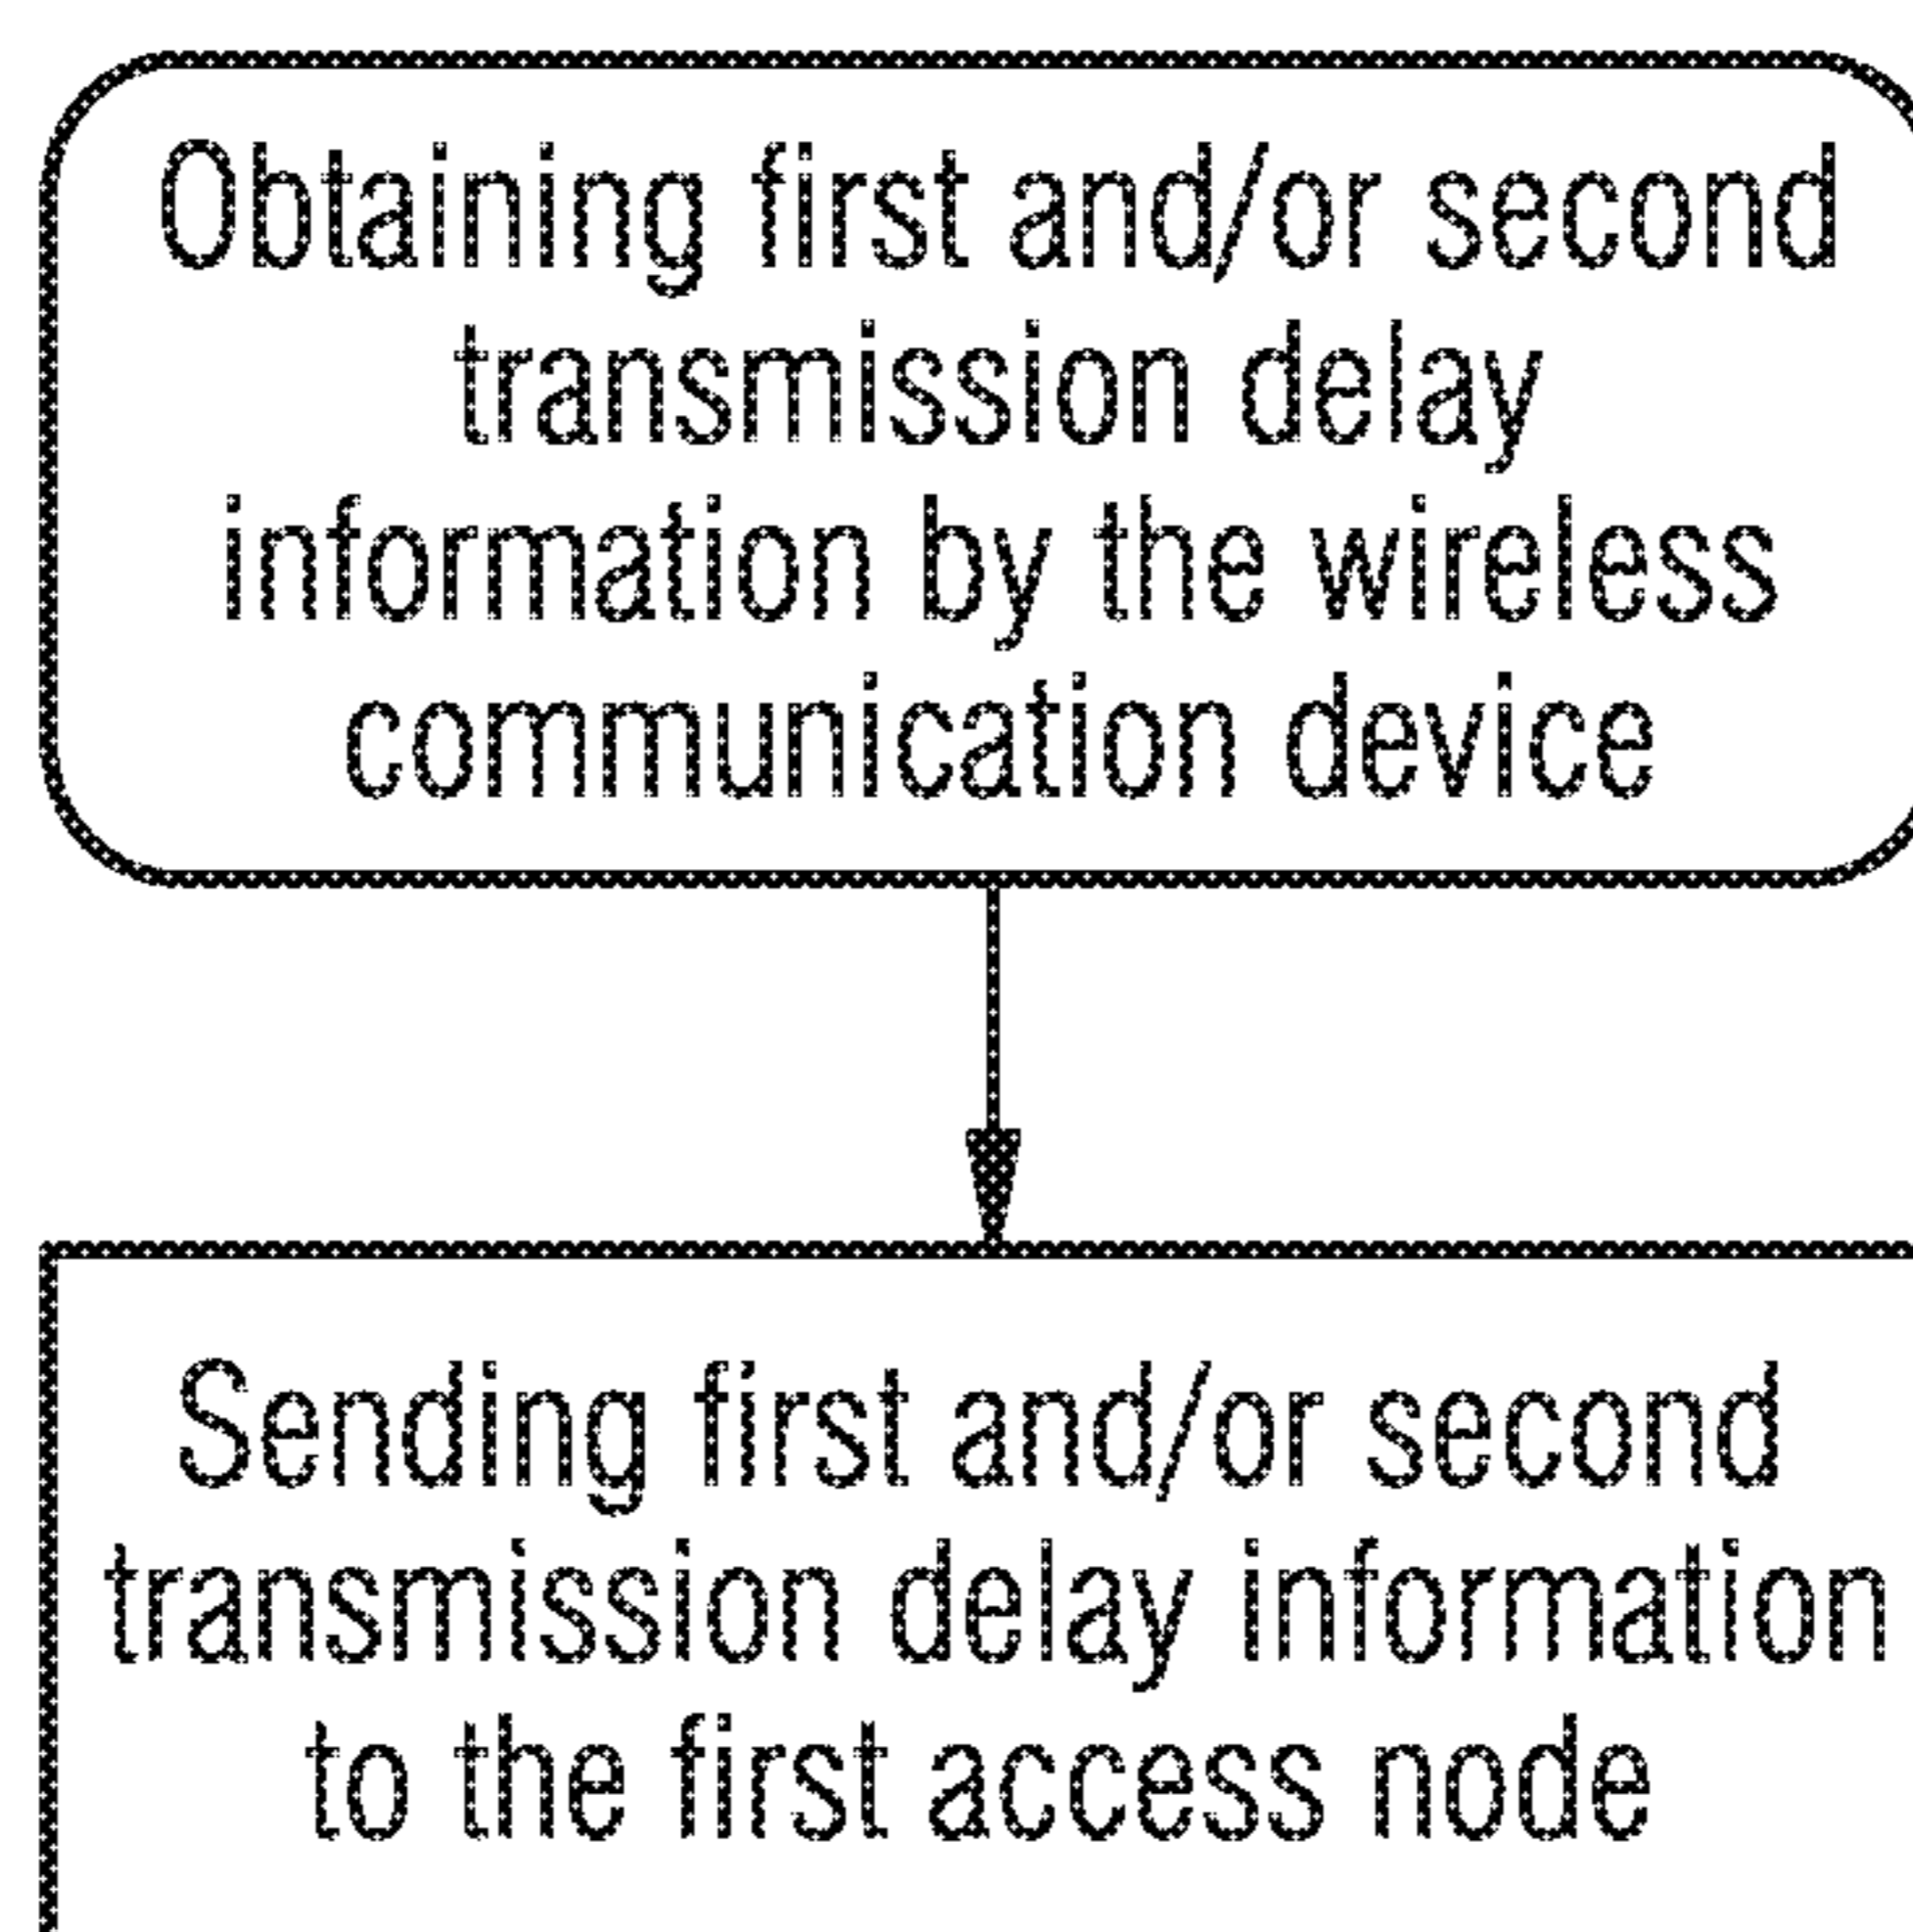 Obtaining first and/or second
transmission delay
information by the wireless
communication device
Sending first and/or second
transmission delay information
to the first access node